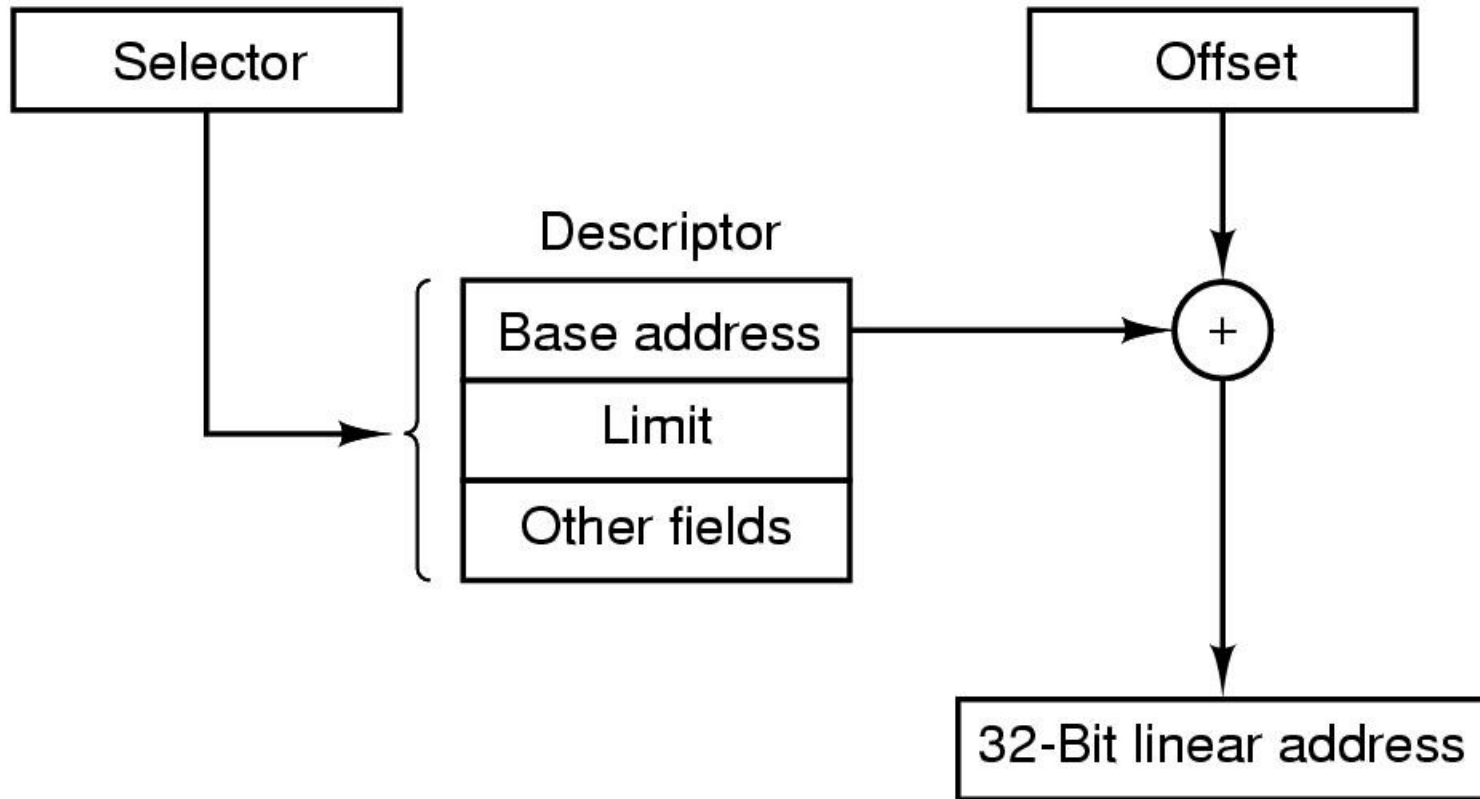 Selector
Offset
Descriptor
Base address
+
Limit
Other fields
32-Bit linear address